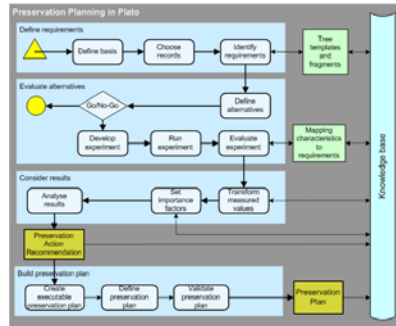 Preservation Planning in Plato
Define requirements
Define basis
Choose
records
Identify
requirements
Tree
templates
and
fragments
Evaluate alternatives
Go/No-Go
Define
alternatives
Develop
experiment
Run
experiment
Evaluate
experiment
Mapping
characteristics
to
requirements
Knowledge base
Consider results
Analyse
results
Set
importance
factors
Transform
measured
values
Preservation
Action
Recommendation
Build preservation plan
Create
executable
preservation plan
Define
preservation
plan
Validate
preservation
plan
Preservation
Plan